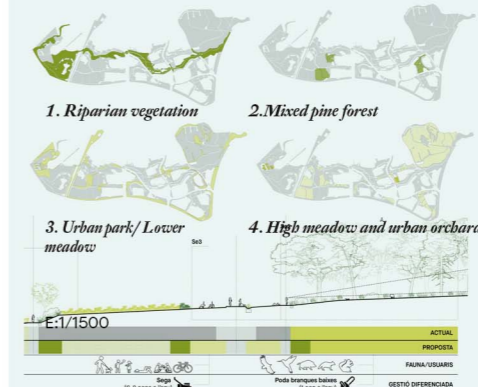 1. Riparian vegetation
2.Mixed pine forest
3. Urban park/ Lower
meadow
4. High meadow and urban orchard
E:1/1500
ACTUAL
PROPOSTA
FAUNA/USUARIS
Sega
Poda branques baixes
GESTIÓ DIFERENCIADA